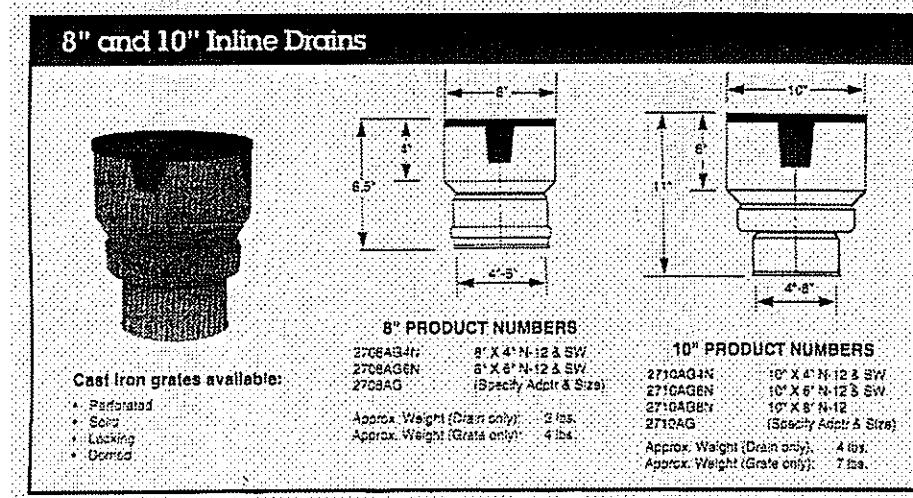 8" and 10" Inline Drains
8"
4"
8.5"
4"-6"
10"
6"
11"
4"-8"
Cast Iron grates available:
• Perforated
• Solid
• Locking
• Domed
8" PRODUCT NUMBERS
2708AG4N 8" X 4" N-12 & SW
2708AG6N 8" X 6" N-12 & SW
2708AG (Specify Adptr & Size)
Approx. Weight (Drain only): 3 lbs.
Approx. Weight (Grate only): 4 lbs.
10" PRODUCT NUMBERS
2710AG4N 10" X 4" N-12 & SW
2710AG6N 10" X 6" N-12 & SW
2710AG8N 10" X 8" N-12
2710AG (Specify Adptr & Size)
Approx. Weight (Drain only): 4 lbs.
Approx. Weight (Grate only): 7 lbs.